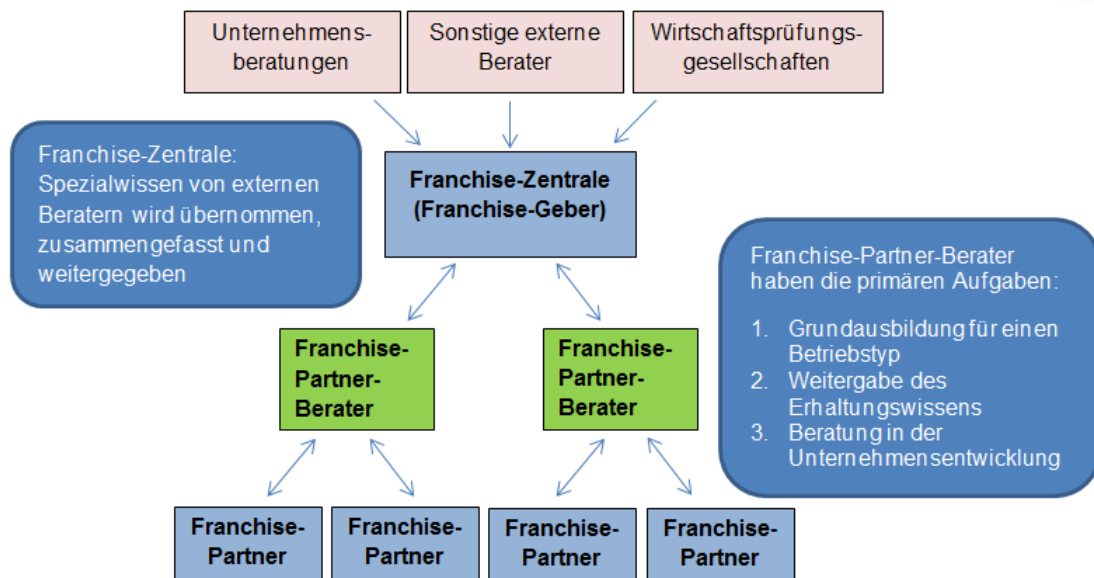 Unternehmens-
beratungen
Sonstige externe
Berater
Wirtschaftsprüfungs-
gesellschaften
Franchise-Zentrale:
Spezialwissen von externen
Beratern wird übernommen,
zusammengefasst und
weitergegeben
Franchise-Zentrale
(Franchise-Geber)
Franchise-Partner-Berater
haben die primären Aufgaben:
1. Grundausbildung für einen
Betriebstyp
2. Weitergabe des
Erhaltungswissens
3. Beratung in der
Unternehmensentwicklung
Franchise-
Partner-
Berater
Franchise-
Partner-
Berater
Franchise-
Partner
Franchise-
Partner
Franchise-
Partner
Franchise-
Partner